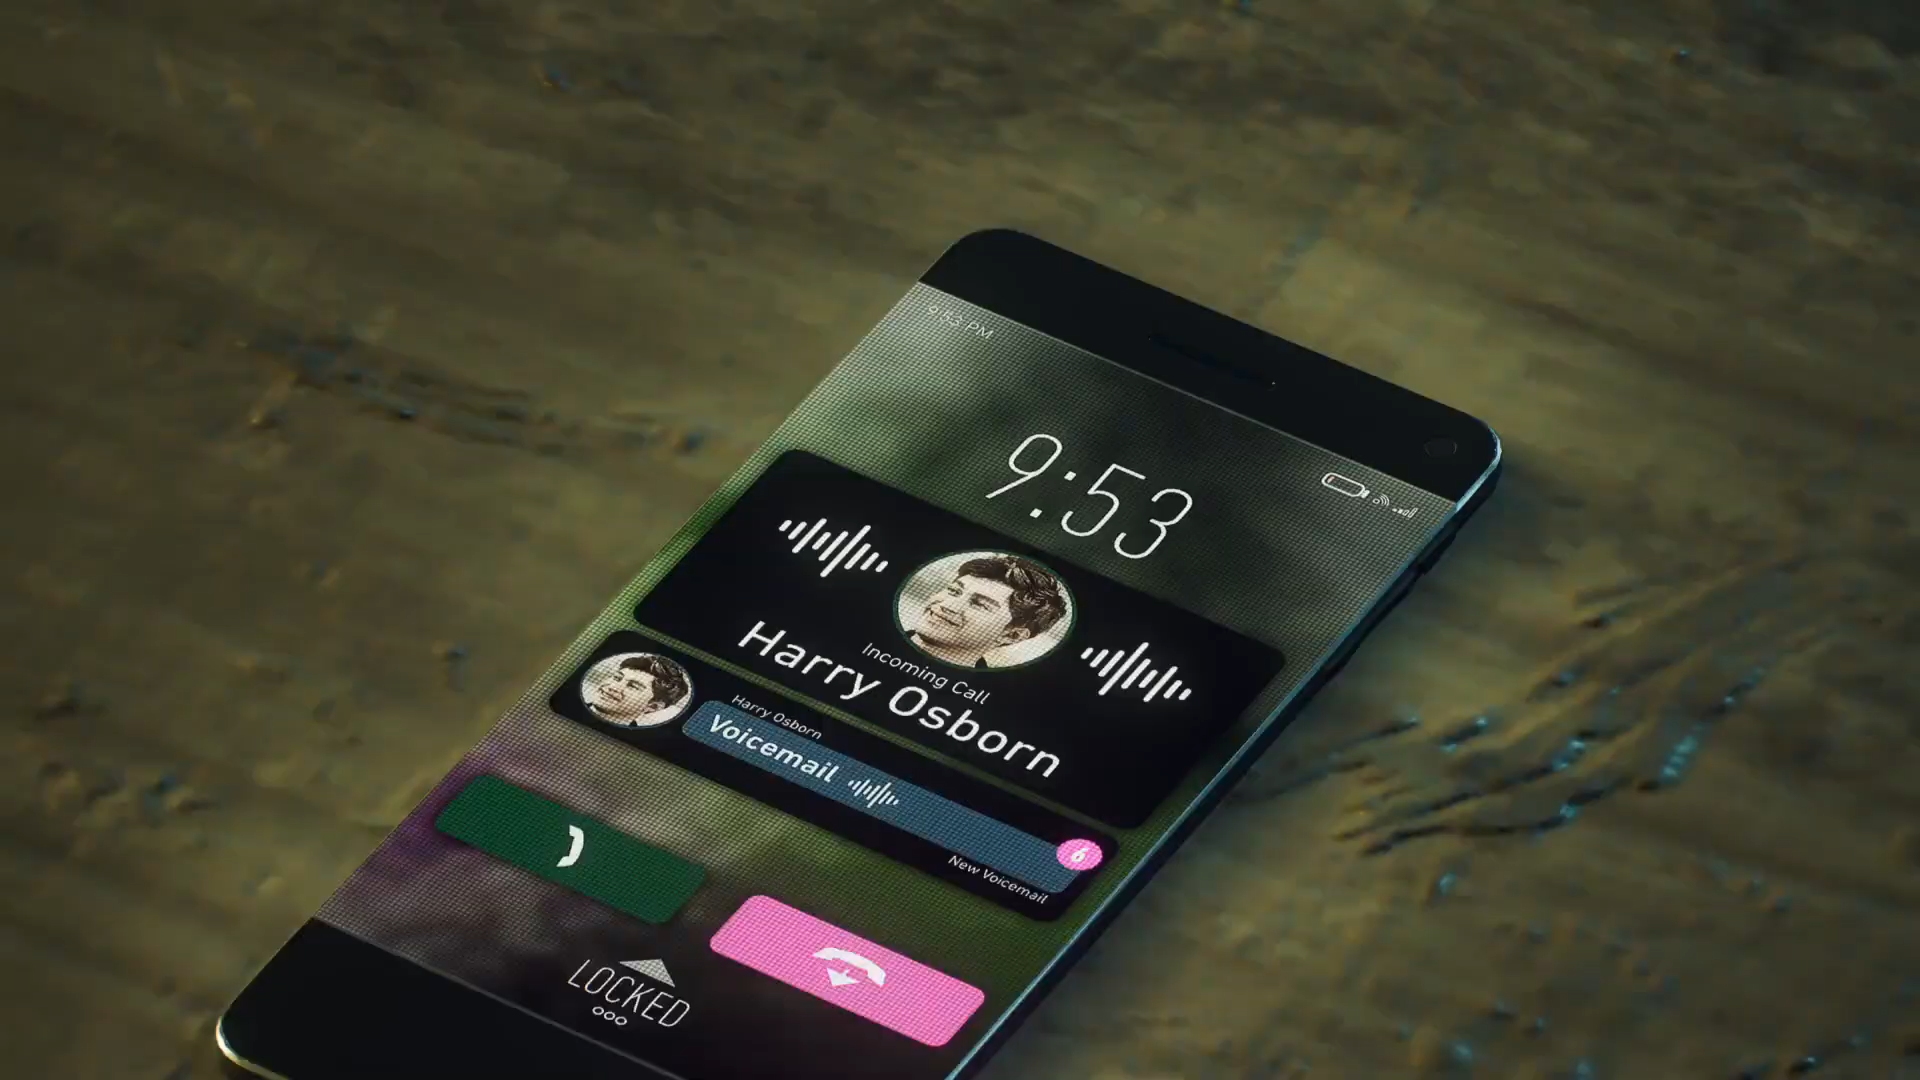 9:53 PM
9:53
Incoming Call
Harry Osborn
Harry Osborn
Voicemail
6
New Voicemail
LOCKED